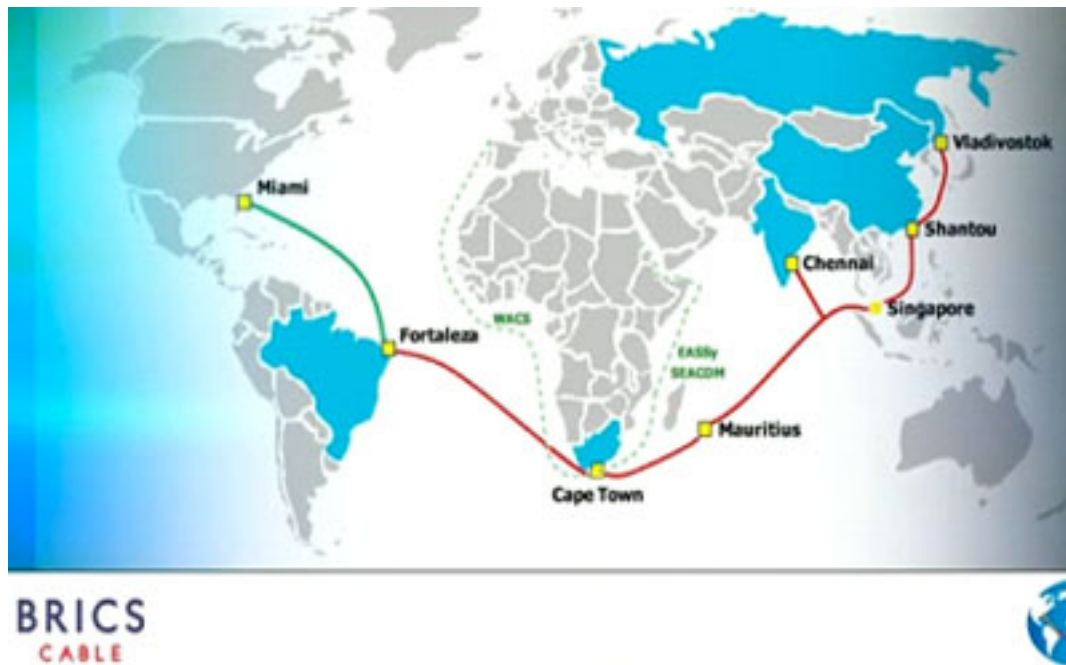 Vladivostok
Miami
Shantou
Chennai
Singapore
WACS
Fortaleza
EASSy
SEACOM
Mauritius
Cape Town
BRICS
CABLE